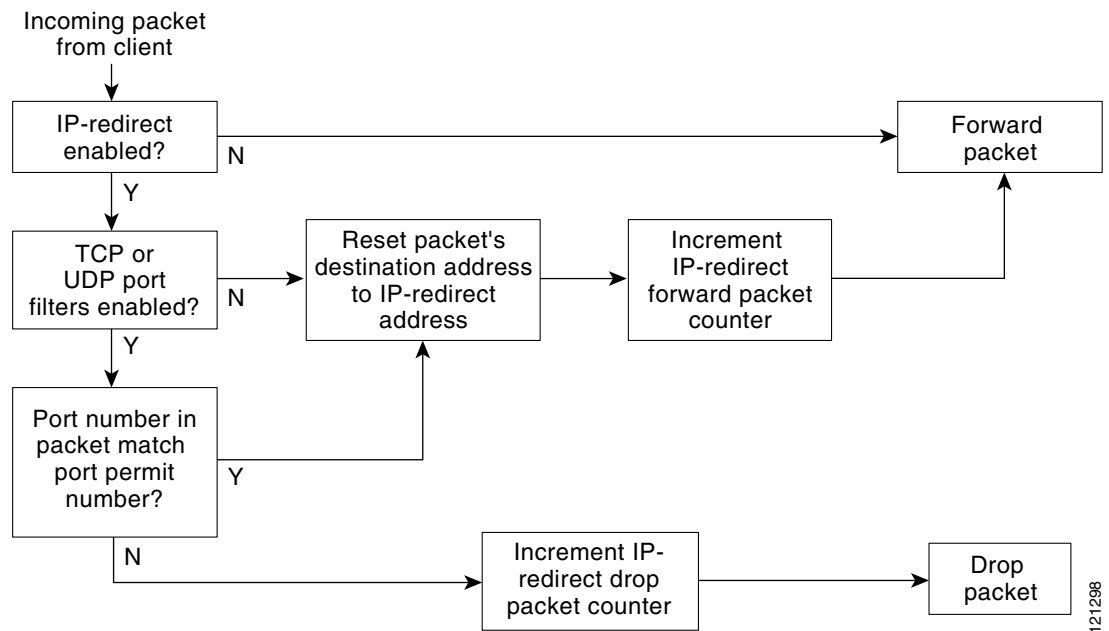 Incoming packet
from client
IP-redirect
enabled?
N
Forward
packet
Y
TCP or
UDP port
filters enabled?
N
Reset packet's
destination address
to IP-redirect
address
Increment
IP-redirect
forward packet
counter
Y
Port number in
packet match
port permit
number?
Y
N
Increment IP-
redirect drop
packet counter
Drop
packet
121298